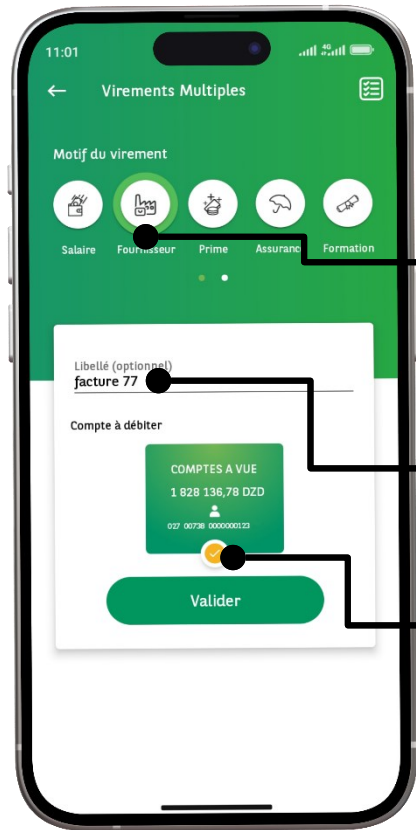 11:01
4G
Virements Multiples
Motif du virement
Salaire Fournisseur Prime Assurance Formation
Libellé (optionnel)
facture 77
Compte à débiter
COMPTES A VUE
1 828 136,78 DZD
027 00738 0000000123
Valider